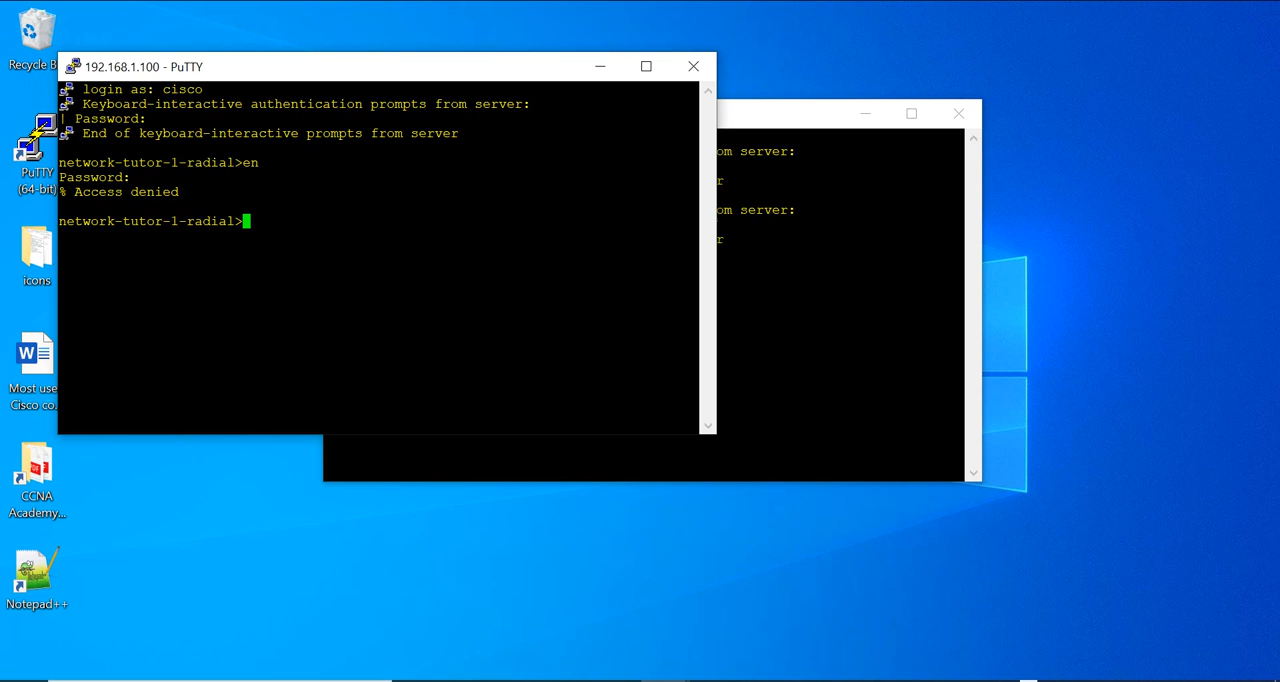 Recycle B
192.168.1.100 - PuTTY
login as: cisco
Keyboard-interactive authentication prompts from server:
| Password:
End of keyboard-interactive prompts from server
network-tutor-1-radial>en
Password:
% Access denied
network-tutor-1-radial>
om server:
r
om server:
r
PuTTY
(64-bit)
icons
W
Most use
Cisco co.
PDF
CCNA
Academy...
Notepad++